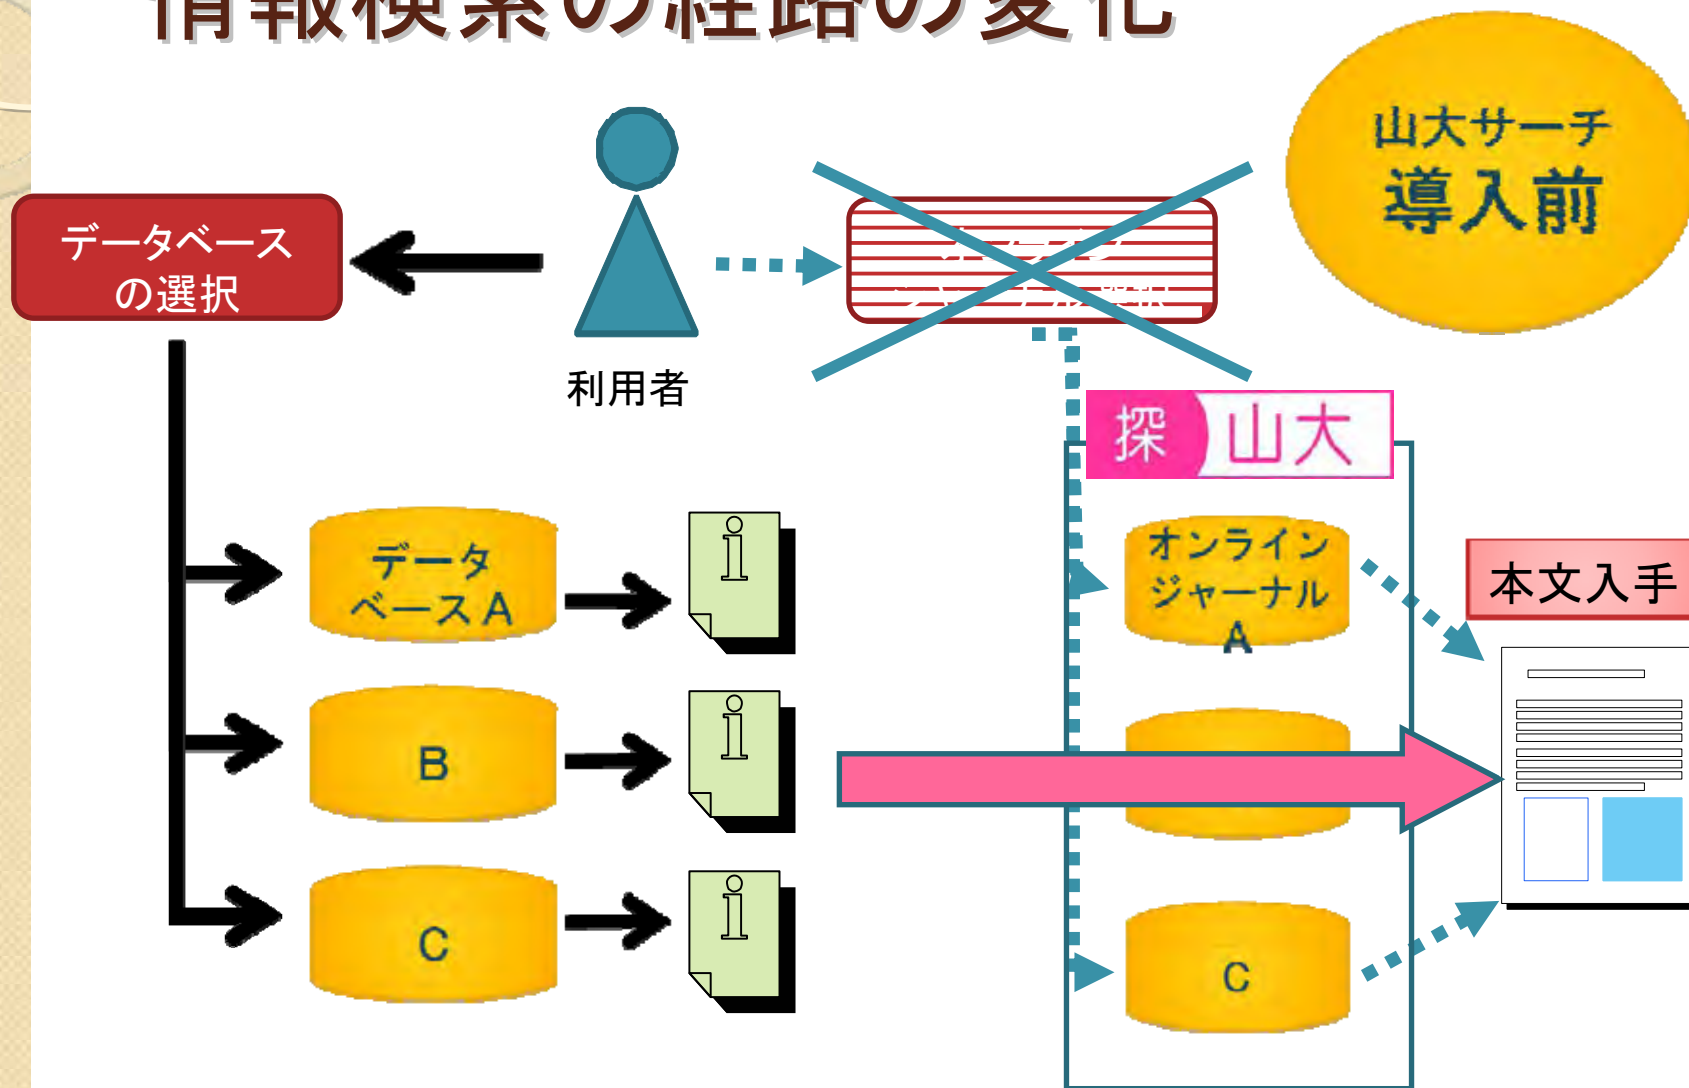 情報検索の経路の変化
山大サーチ
導入前
データベース
の選択
利用者
探 山大
データ
ベース A
B
C
オンライン
ジャーナル
A
C
本文入手